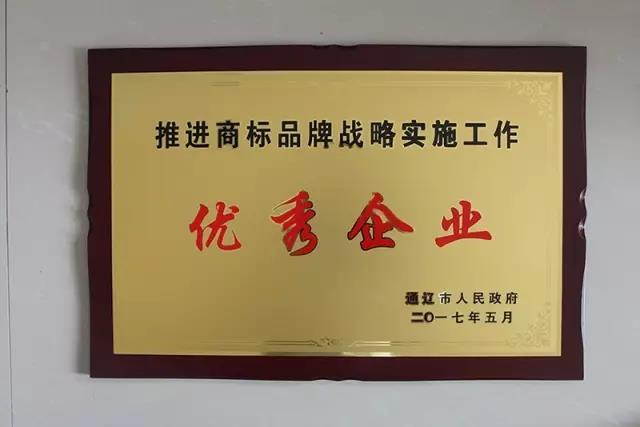 推进商标品牌战略实施工作
优秀企业
通辽市人民政府
二〇一七年五月